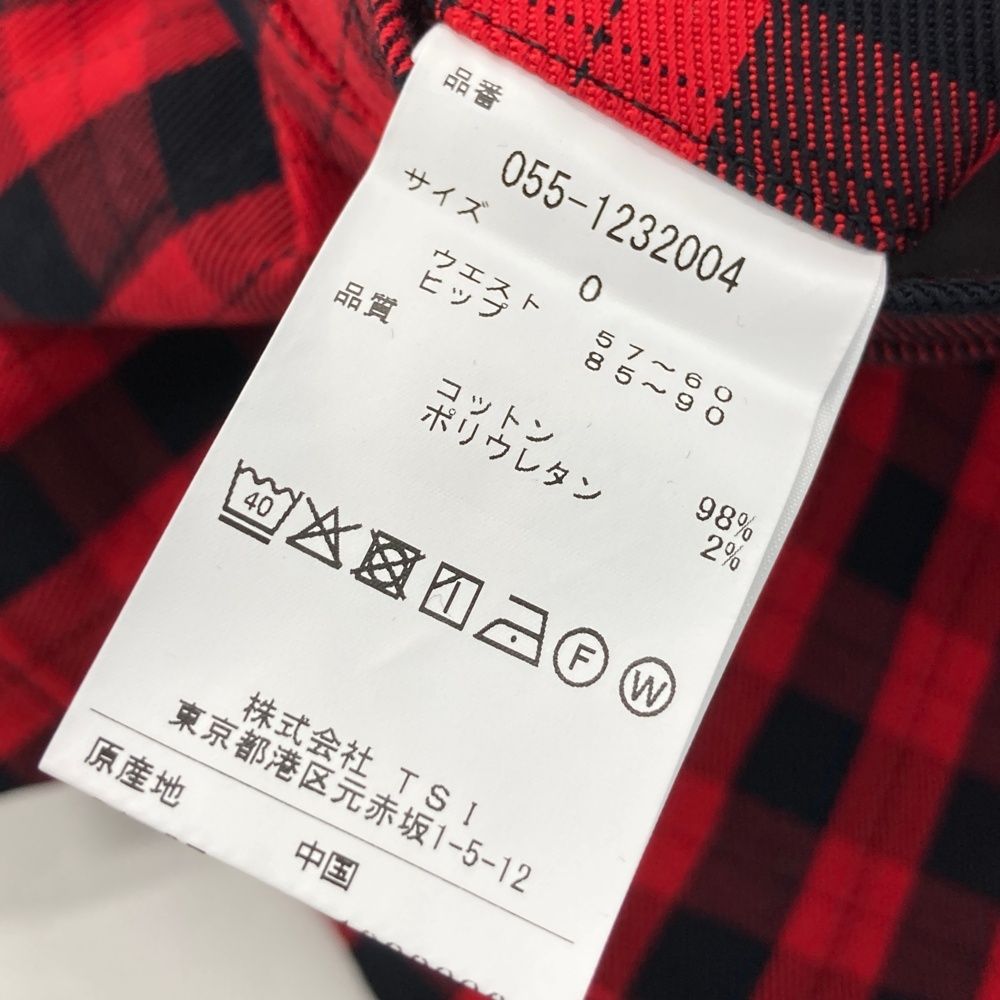 品番
055-1232004
サイズ
0
ウエスト 57～60
ヒップ 85～90
品質
コットン 98%
ポリウレタン 2%
40
F W
株式会社 TSI
東京都港区元赤坂1-5-12
原産地
中国